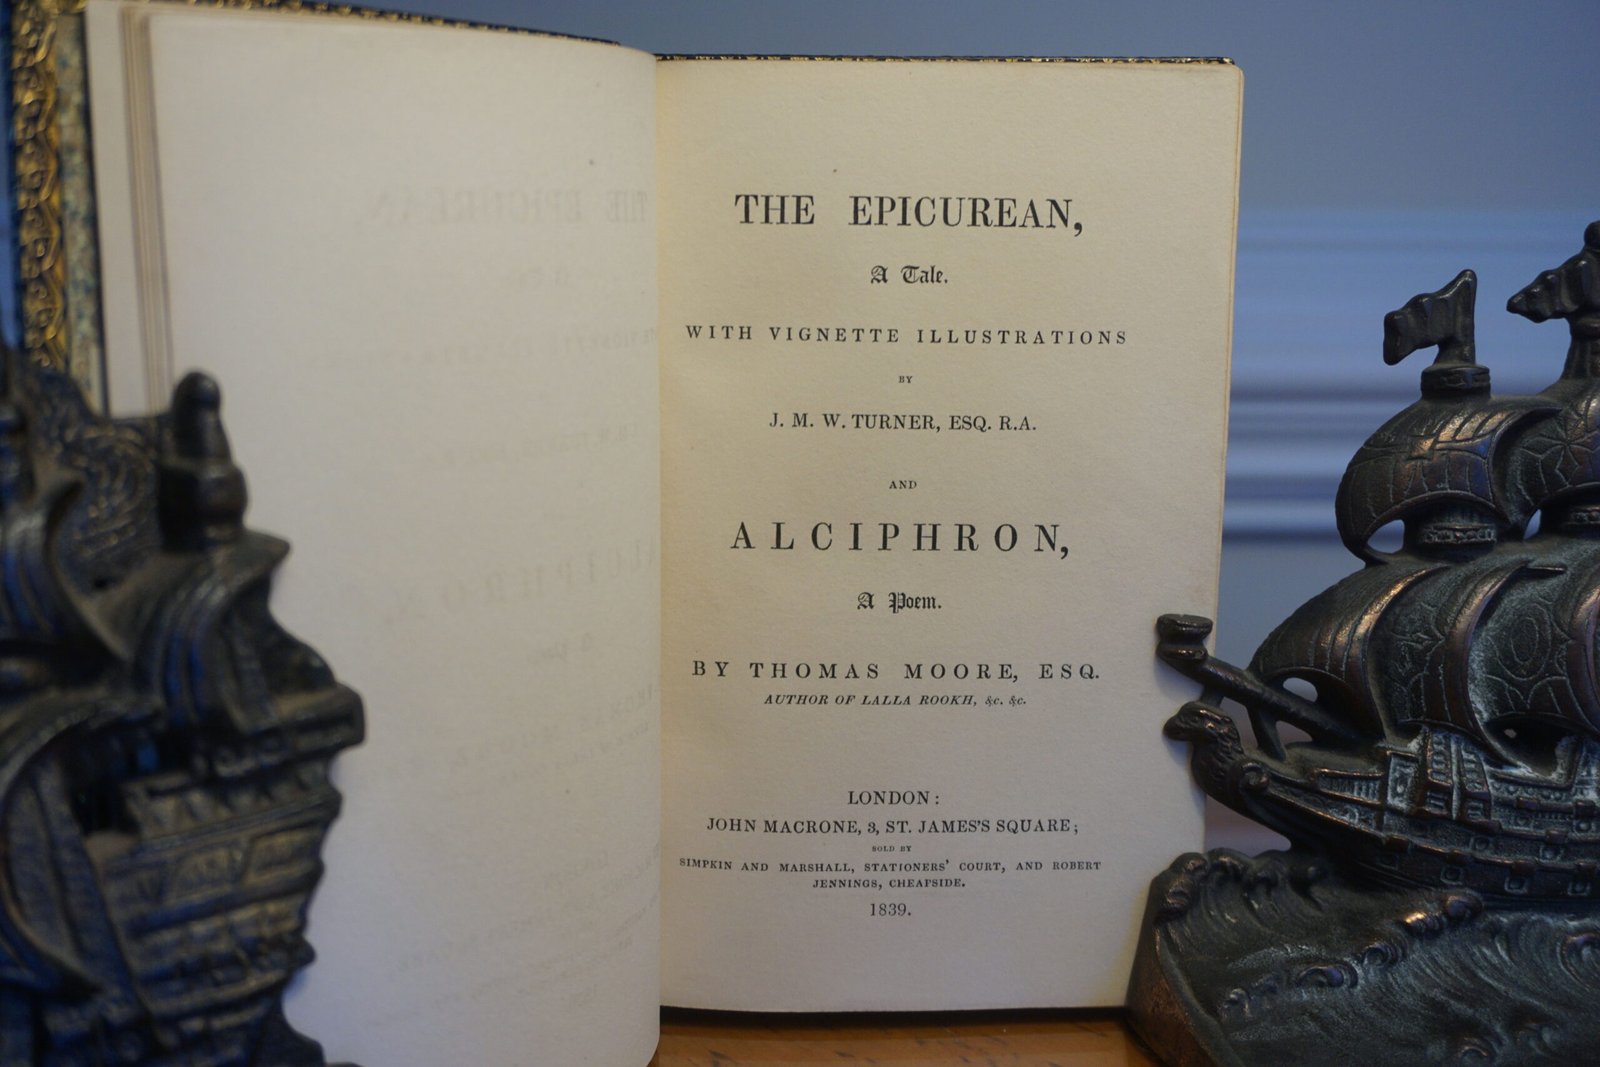 THE EPICUREAN,
A Tale.
WITH VIGNETTE ILLUSTRATIONS
BY
J. M. W. TURNER, ESQ. R.A.
AND
ALCIPHRON,
A Poem.
BY THOMAS MOORE, ESQ.
AUTHOR OF LALLA ROOKH, &c. &c.
LONDON:
JOHN MACRONE, 3, ST. JAMES'S SQUARE;
SOLD BY
SIMPKIN AND MARSHALL, STATIONERS' COURT, AND ROBERT
JENNINGS, CHEAPSIDE.
1839.